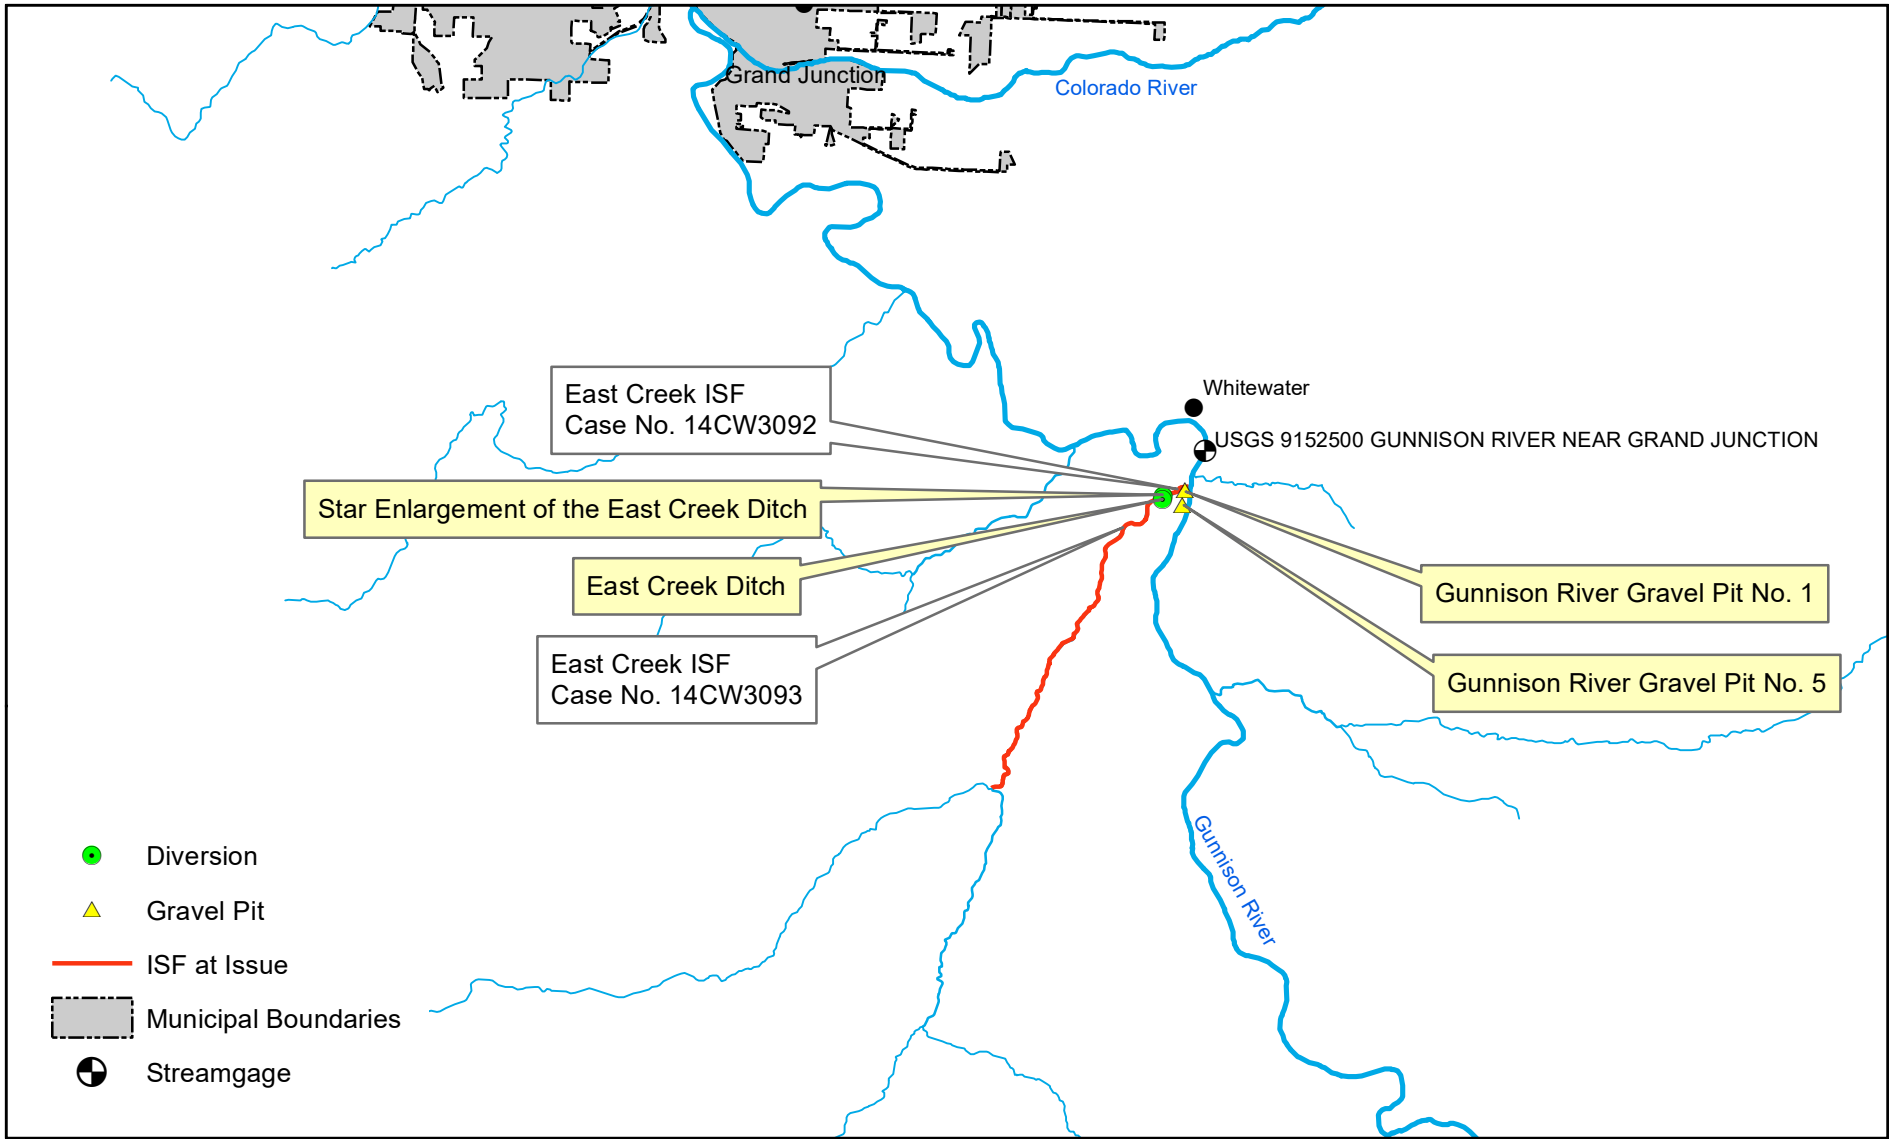 Grand Junction
Colorado River
East Creek ISF
Case No. 14CW3092
Whitewater
USGS 9152500 GUNNISON RIVER NEAR GRAND JUNCTION
Star Enlargement of the East Creek Ditch
East Creek Ditch
Gunnison River Gravel Pit No. 1
East Creek ISF
Case No. 14CW3093
Gunnison River Gravel Pit No. 5
Gunnison River
Diversion
Gravel Pit
ISF at Issue
Municipal Boundaries
Streamgage